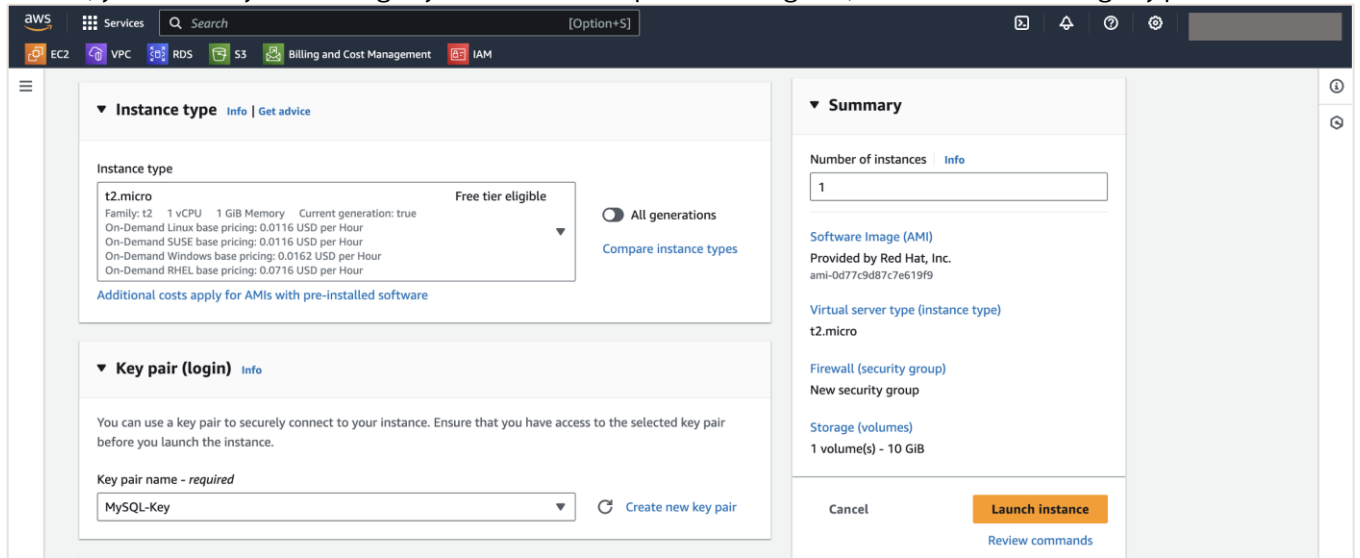 aws Services Search [Option+S]
EC2 VPC RDS S3 Billing and Cost Management IAM
Instance type Info | Get advice
Instance type
t2.micro Free tier eligible
Family: t2 1 vCPU 1 GiB Memory Current generation: true
On-Demand Linux base pricing: 0.0116 USD per Hour
On-Demand SUSE base pricing: 0.0116 USD per Hour
On-Demand Windows base pricing: 0.0162 USD per Hour
On-Demand RHEL base pricing: 0.0716 USD per Hour
All generations
Compare instance types
Additional costs apply for AMIs with pre-installed software
Key pair (login) Info
You can use a key pair to securely connect to your instance. Ensure that you have access to the selected key pair
before you launch the instance.
Key pair name - required
MySQL-Key
Create new key pair
Summary
Number of instances Info
1
Software Image (AMI)
Provided by Red Hat, Inc.
ami-0d77c9d87c7e619f9
Virtual server type (instance type)
t2.micro
Firewall (security group)
New security group
Storage (volumes)
1 volume(s) - 10 GiB
Cancel Launch instance
Review commands